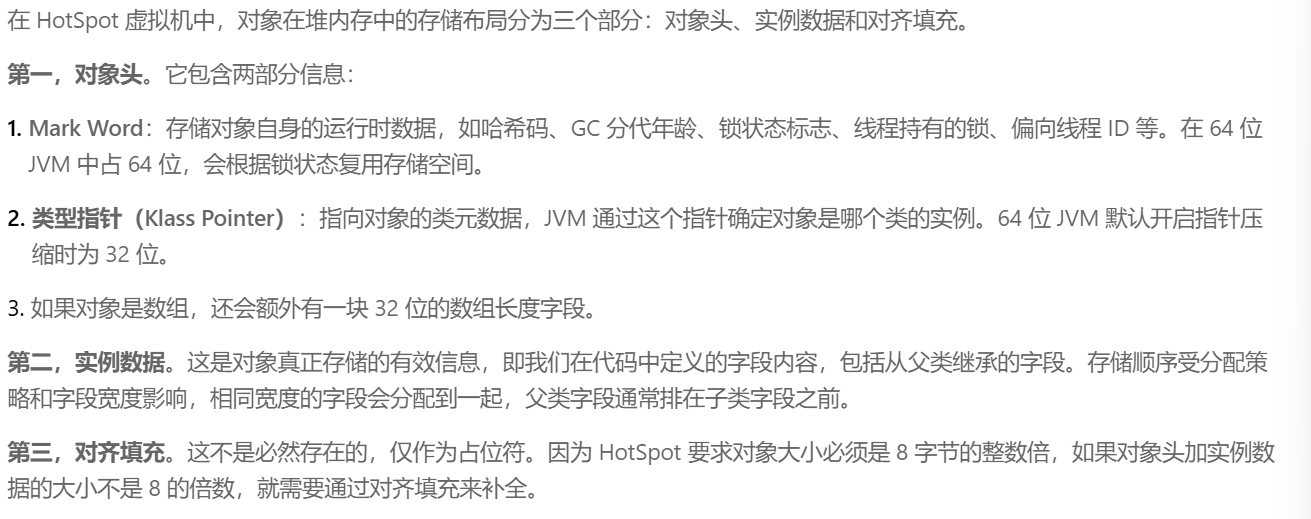 在 HotSpot 虚拟机中，对象在堆内存中的存储布局分为三个部分：对象头、实例数据和对齐填充。
第一，对象头。它包含两部分信息：
1. Mark Word：存储对象自身的运行时数据，如哈希码、GC 分代年龄、锁状态标志、线程持有的锁、偏向线程 ID 等。在 64 位
JVM 中占 64 位，会根据锁状态复用存储空间。
2. 类型指针（Klass Pointer）：指向对象的类元数据，JVM 通过这个指针确定对象是哪个类的实例。64 位 JVM 默认开启指针压
缩时为 32 位。
3. 如果对象是数组，还会额外有一块 32 位的数组长度字段。
第二，实例数据。这是对象真正存储的有效信息，即我们在代码中定义的字段内容，包括从父类继承的字段。存储顺序受分配策
略和字段宽度影响，相同宽度的字段会分配到一起，父类字段通常排在子类字段之前。
第三，对齐填充。这不是必然存在的，仅作为占位符。因为 HotSpot 要求对象大小必须是 8 字节的整数倍，如果对象头加实例数
据的大小不是 8 的倍数，就需要通过对齐填充来补全。